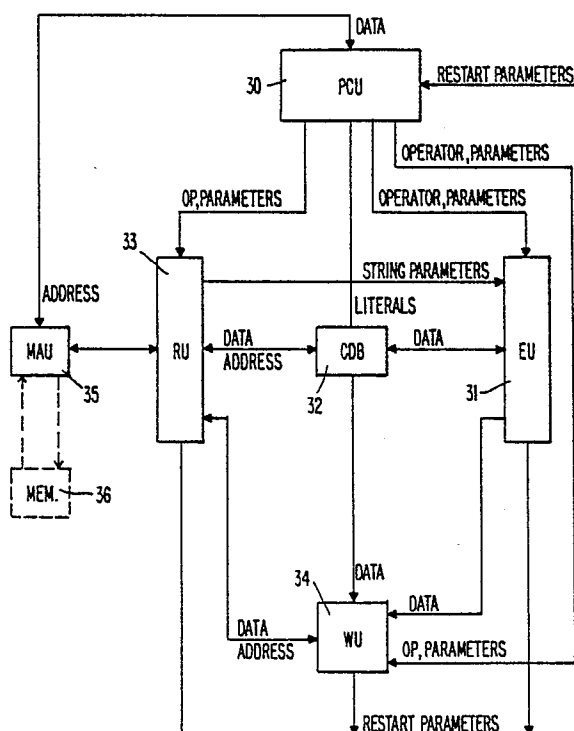 DATA
30
PCU
RESTART PARAMETERS
OPERATOR,PARAMETERS
OP,PARAMETERS
OPERATOR,PARAMETERS
33
STRING PARAMETERS
ADDRESS
LITERALS
MAU
35
RU
DATA
ADDRESS
CDB
32
DATA
EU
31
MEM.
36
34
DATA
DATA
DATA
ADDRESS
WU
OP,PARAMETERS
RESTART PARAMETERS